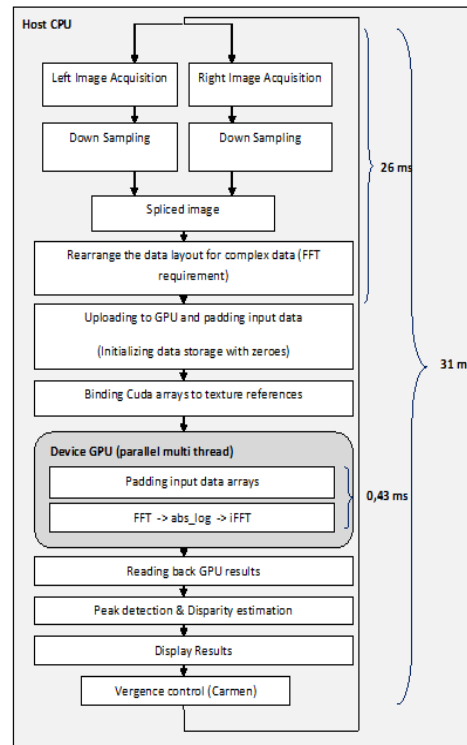 Host CPU
Left Image Acquisition
Right Image Acquisition
Down Sampling
Down Sampling
26 ms
Spliced image
Rearrange the data layout for complex data (FFT
requirement)
Uploading to GPU and padding input data
(Initializing data storage with zeroes)
31 m
Binding Cuda arrays to texture references
Device GPU (parallel multi thread)
Padding input data arrays
0,43 ms
FFT -> abs_log -> iFFT
Reading back GPU results
Peak detection & Disparity estimation
Display Results
Vergence control (Carmen)